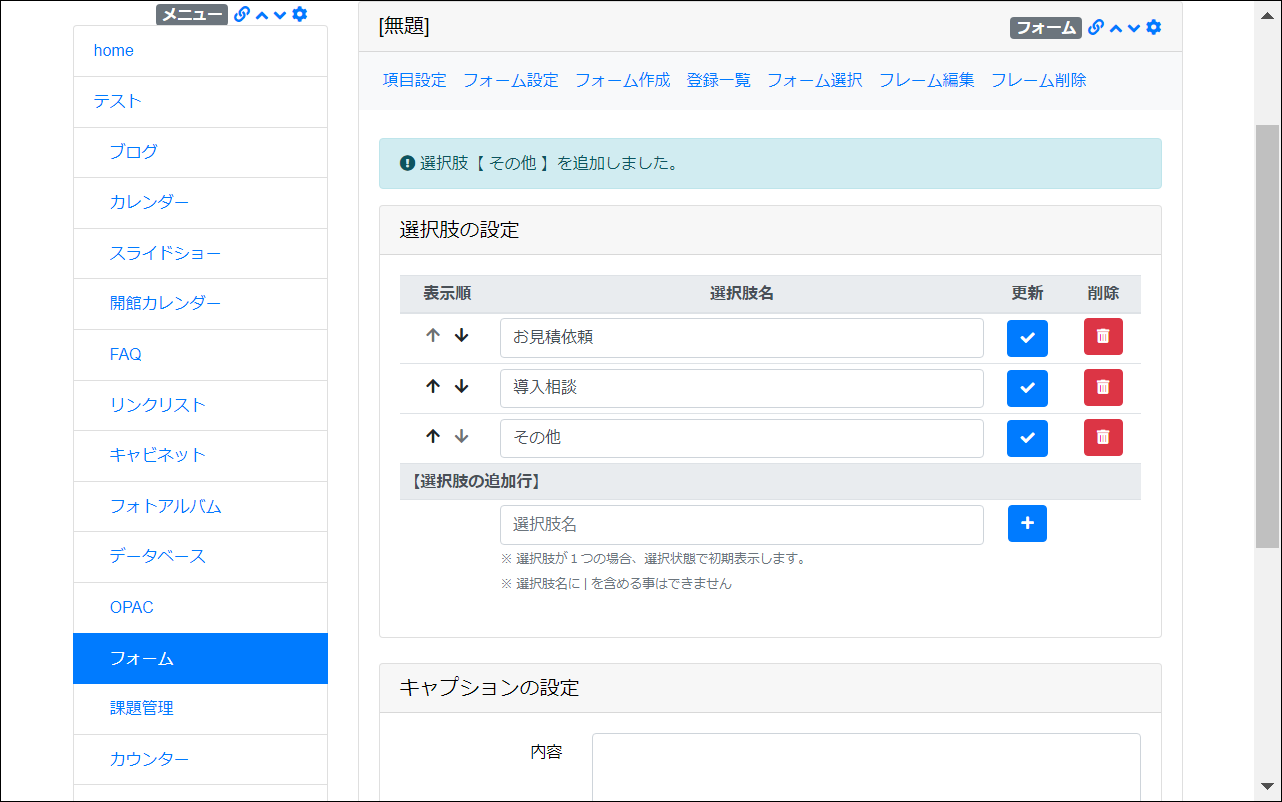 メニュー
home
テスト
ブログ
カレンダー
スライドショー
開館カレンダー
FAQ
リンクリスト
キャビネット
フォトアルバム
データベース
OPAC
フォーム
課題管理
カウンター
[無題]
フォーム
項目設定 フォーム設定 フォーム作成 登録一覧 フォーム選択 フレーム編集 フレーム削除
選択肢【 その他 】を追加しました。
選択肢の設定
表示順 選択肢名 更新 削除
お見積依頼
導入相談
その他
【選択肢の追加行】
選択肢名
※ 選択肢が１つの場合、選択状態で初期表示します。
※ 選択肢名に | を含める事はできません
キャプションの設定
内容